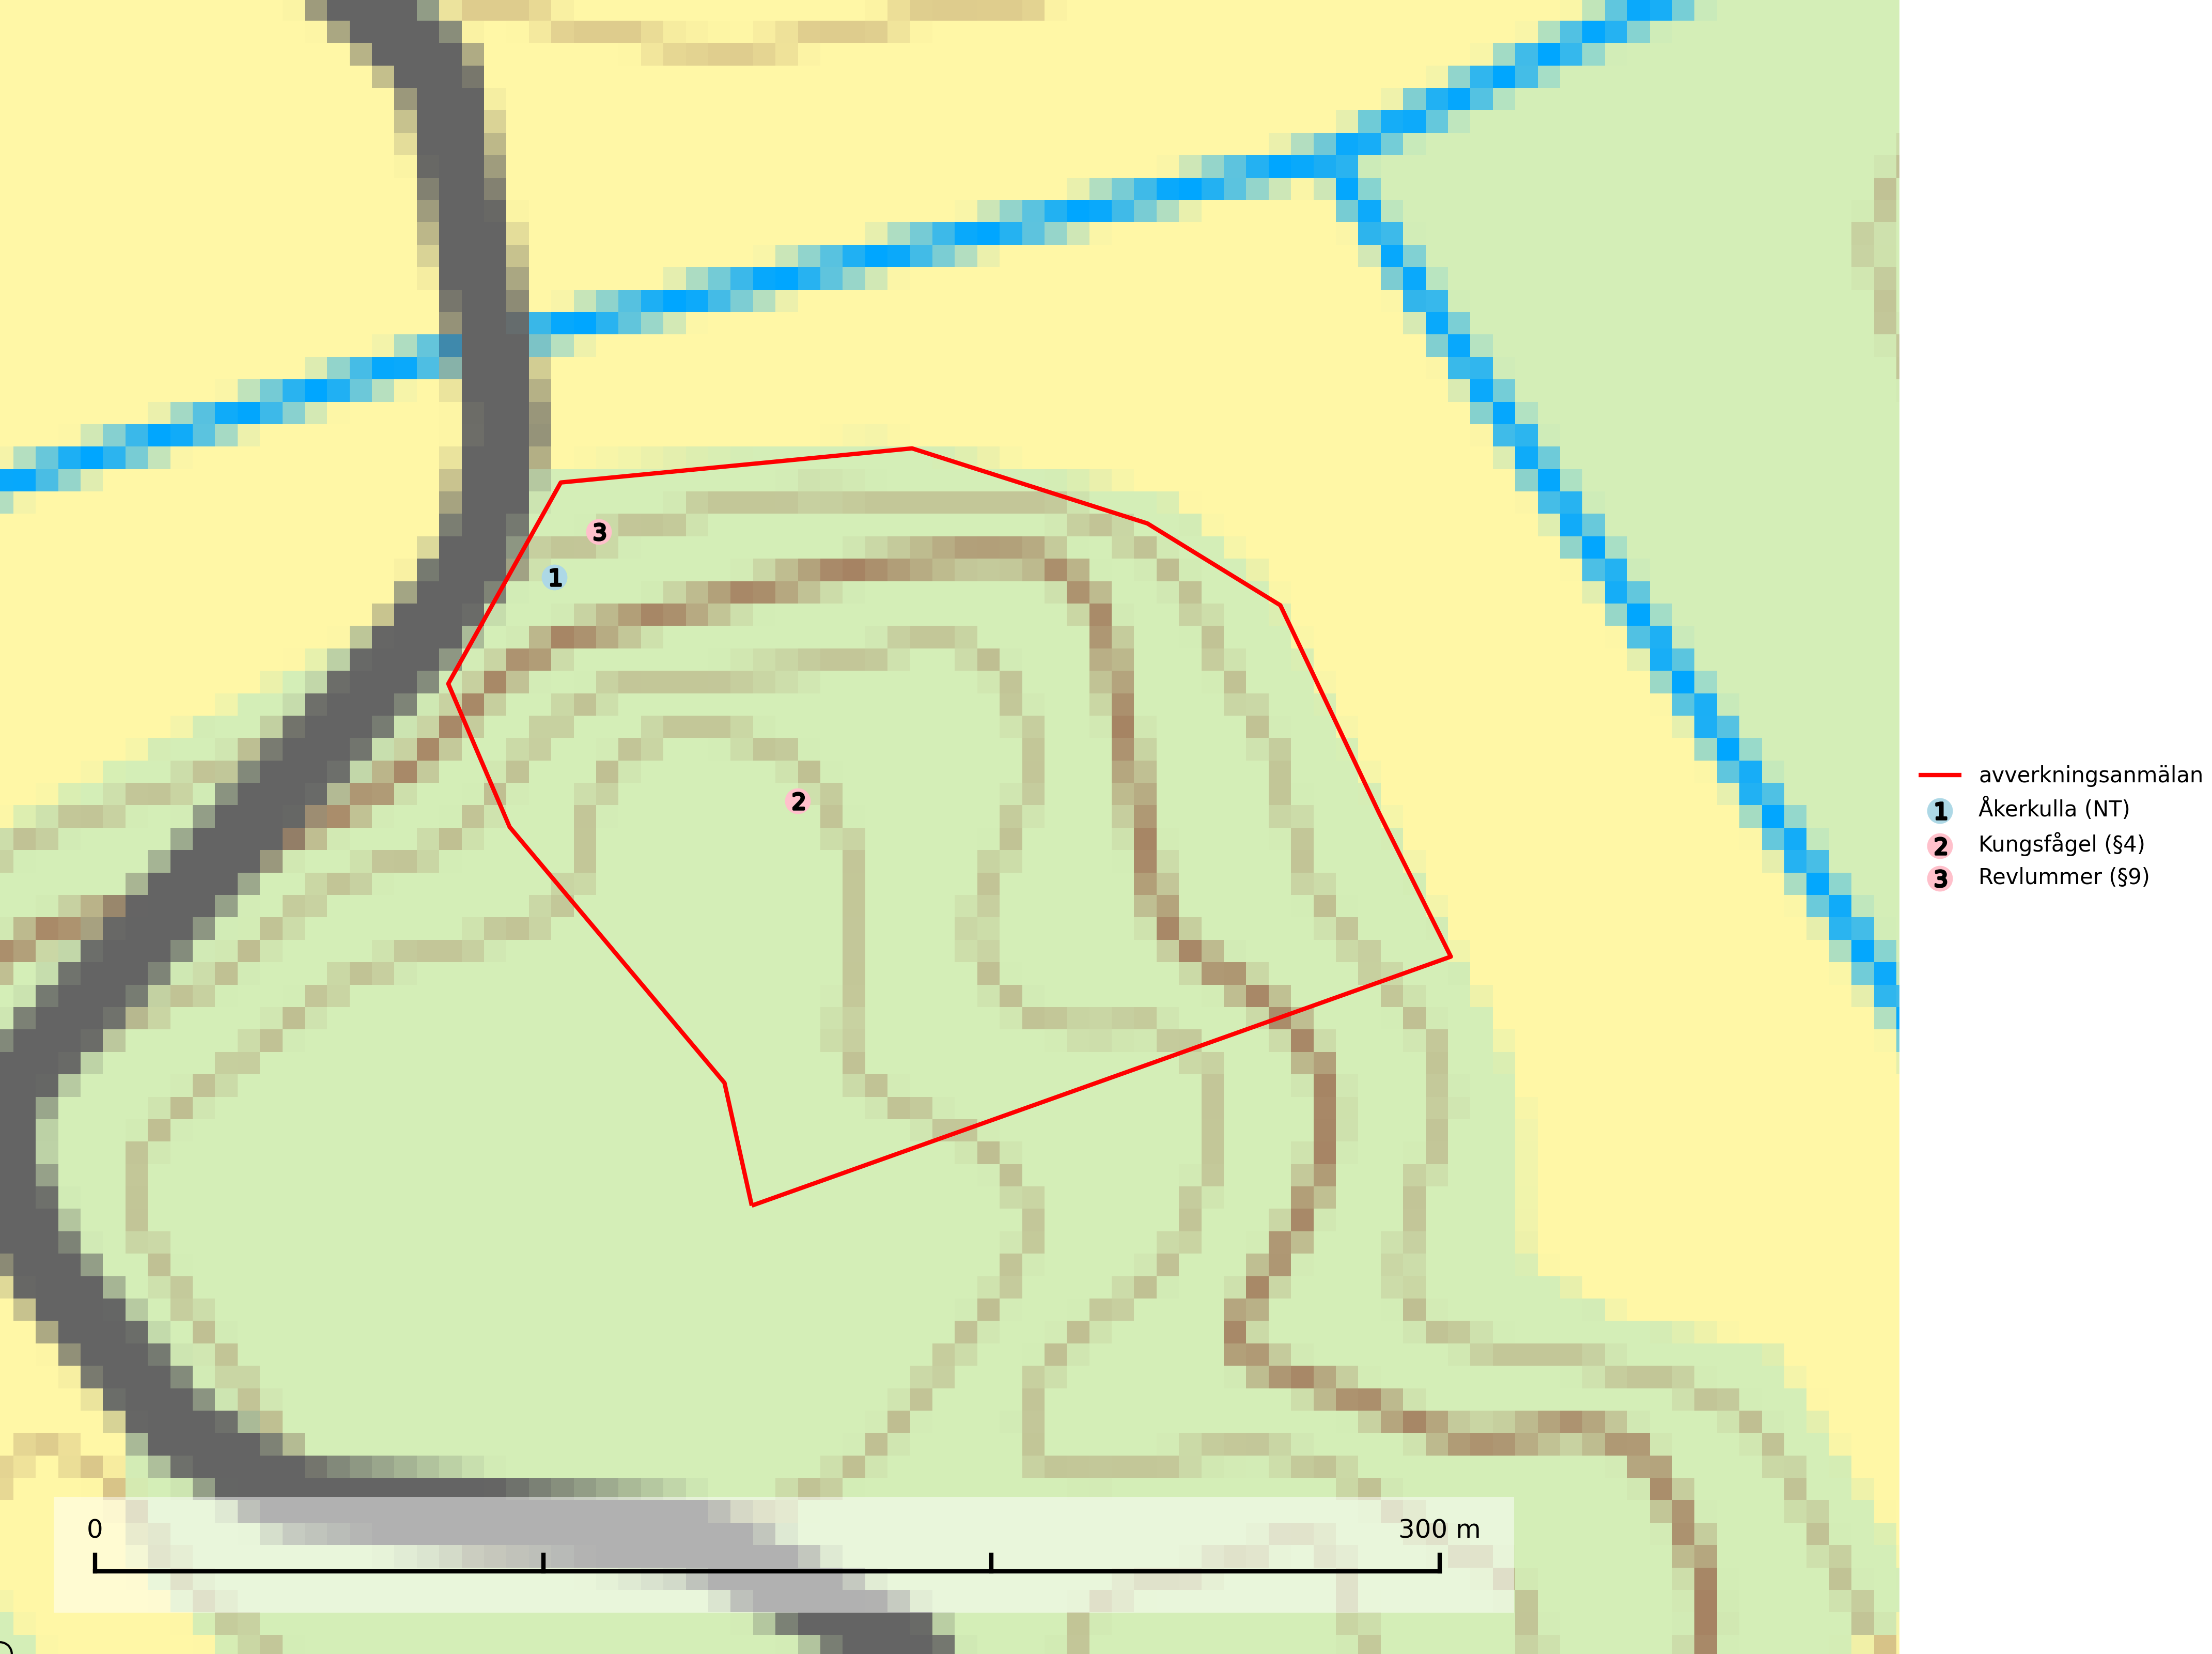 3
1
2
avverkningsanmälan
1 Åkerkulla (NT)
2 Kungsfågel (§4)
3 Revlummer (§9)
0 300 m